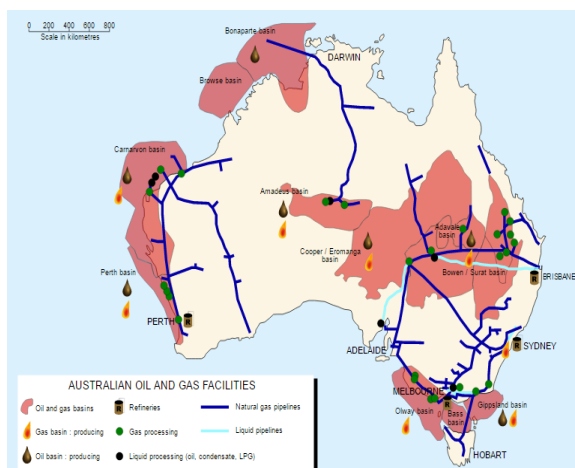 0 200 400 600 800
Scale in kilometres
Bonaparte basin
DARWIN
Browse basin
Carnarvon basin
Amadeus basin
Adavale
basin
Cooper / Eromanga
basin
Bowen / Surat basin
BRISBANE
Perth basin
PERTH
ADELAIDE
SYDNEY
MELBOURNE
Otway basin
Bass
basin
Gippsland basin
HOBART
AUSTRALIAN OIL AND GAS FACILITIES
Oil and gas basins
Refineries
Natural gas pipelines
Gas basin : producing
Gas processing
Liquid pipelines
Oil basin : producing
Liquid processing (oil, condensate, LPG)